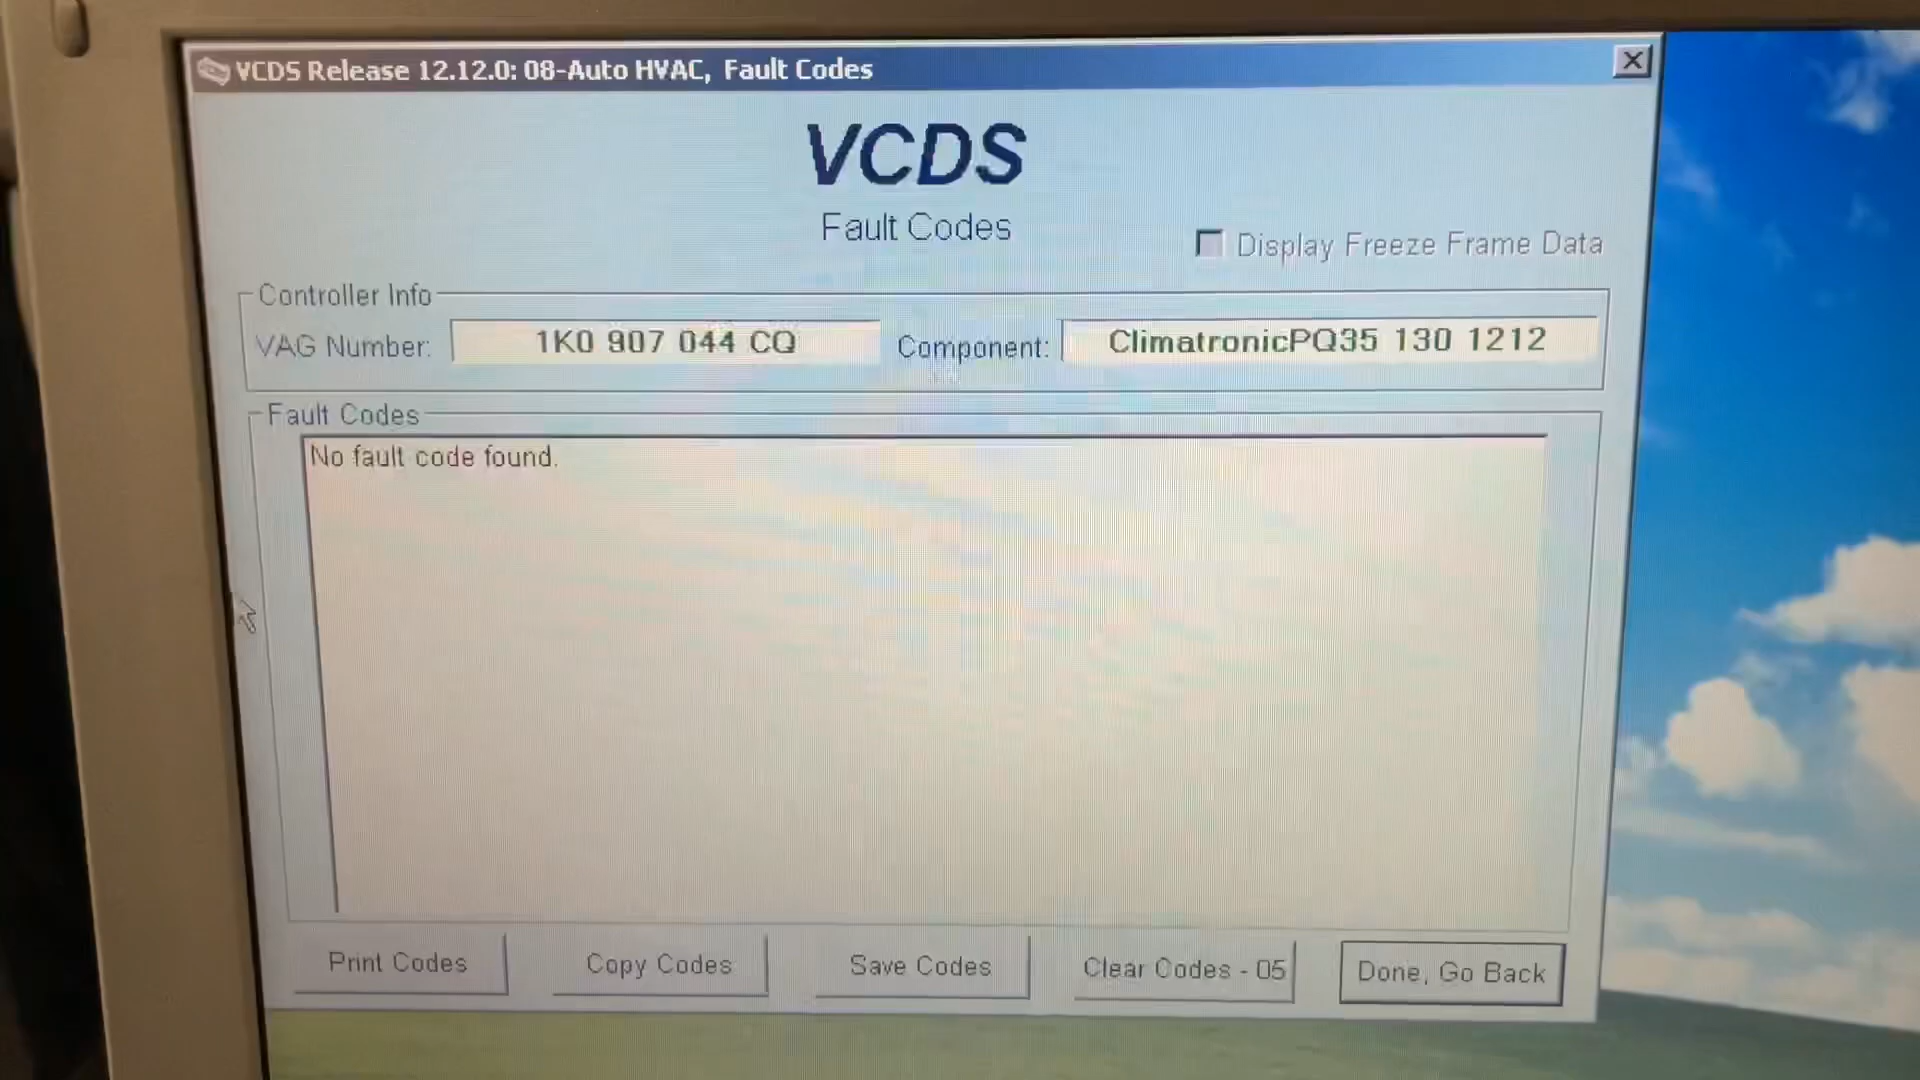 VCDS Release 12.12.0: 08-Auto HVAC, Fault Codes
VCDS
Fault Codes
Display Freeze Frame Data
Controller Info
VAG Number: 1K0 907 044 CQ Component: ClimatronicPQ35 130 1212
Fault Codes
No fault code found.
Print Codes Copy Codes Save Codes Clear Codes - 05 Done, Go Back